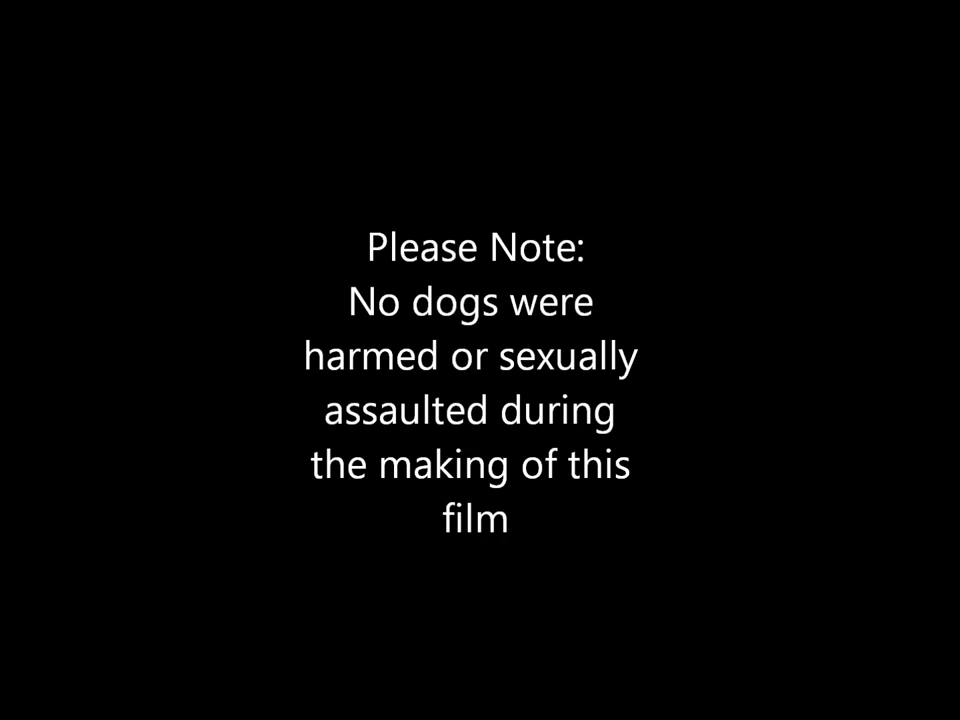 Please Note:
No dogs were
harmed or sexually
assaulted during
the making of this
film